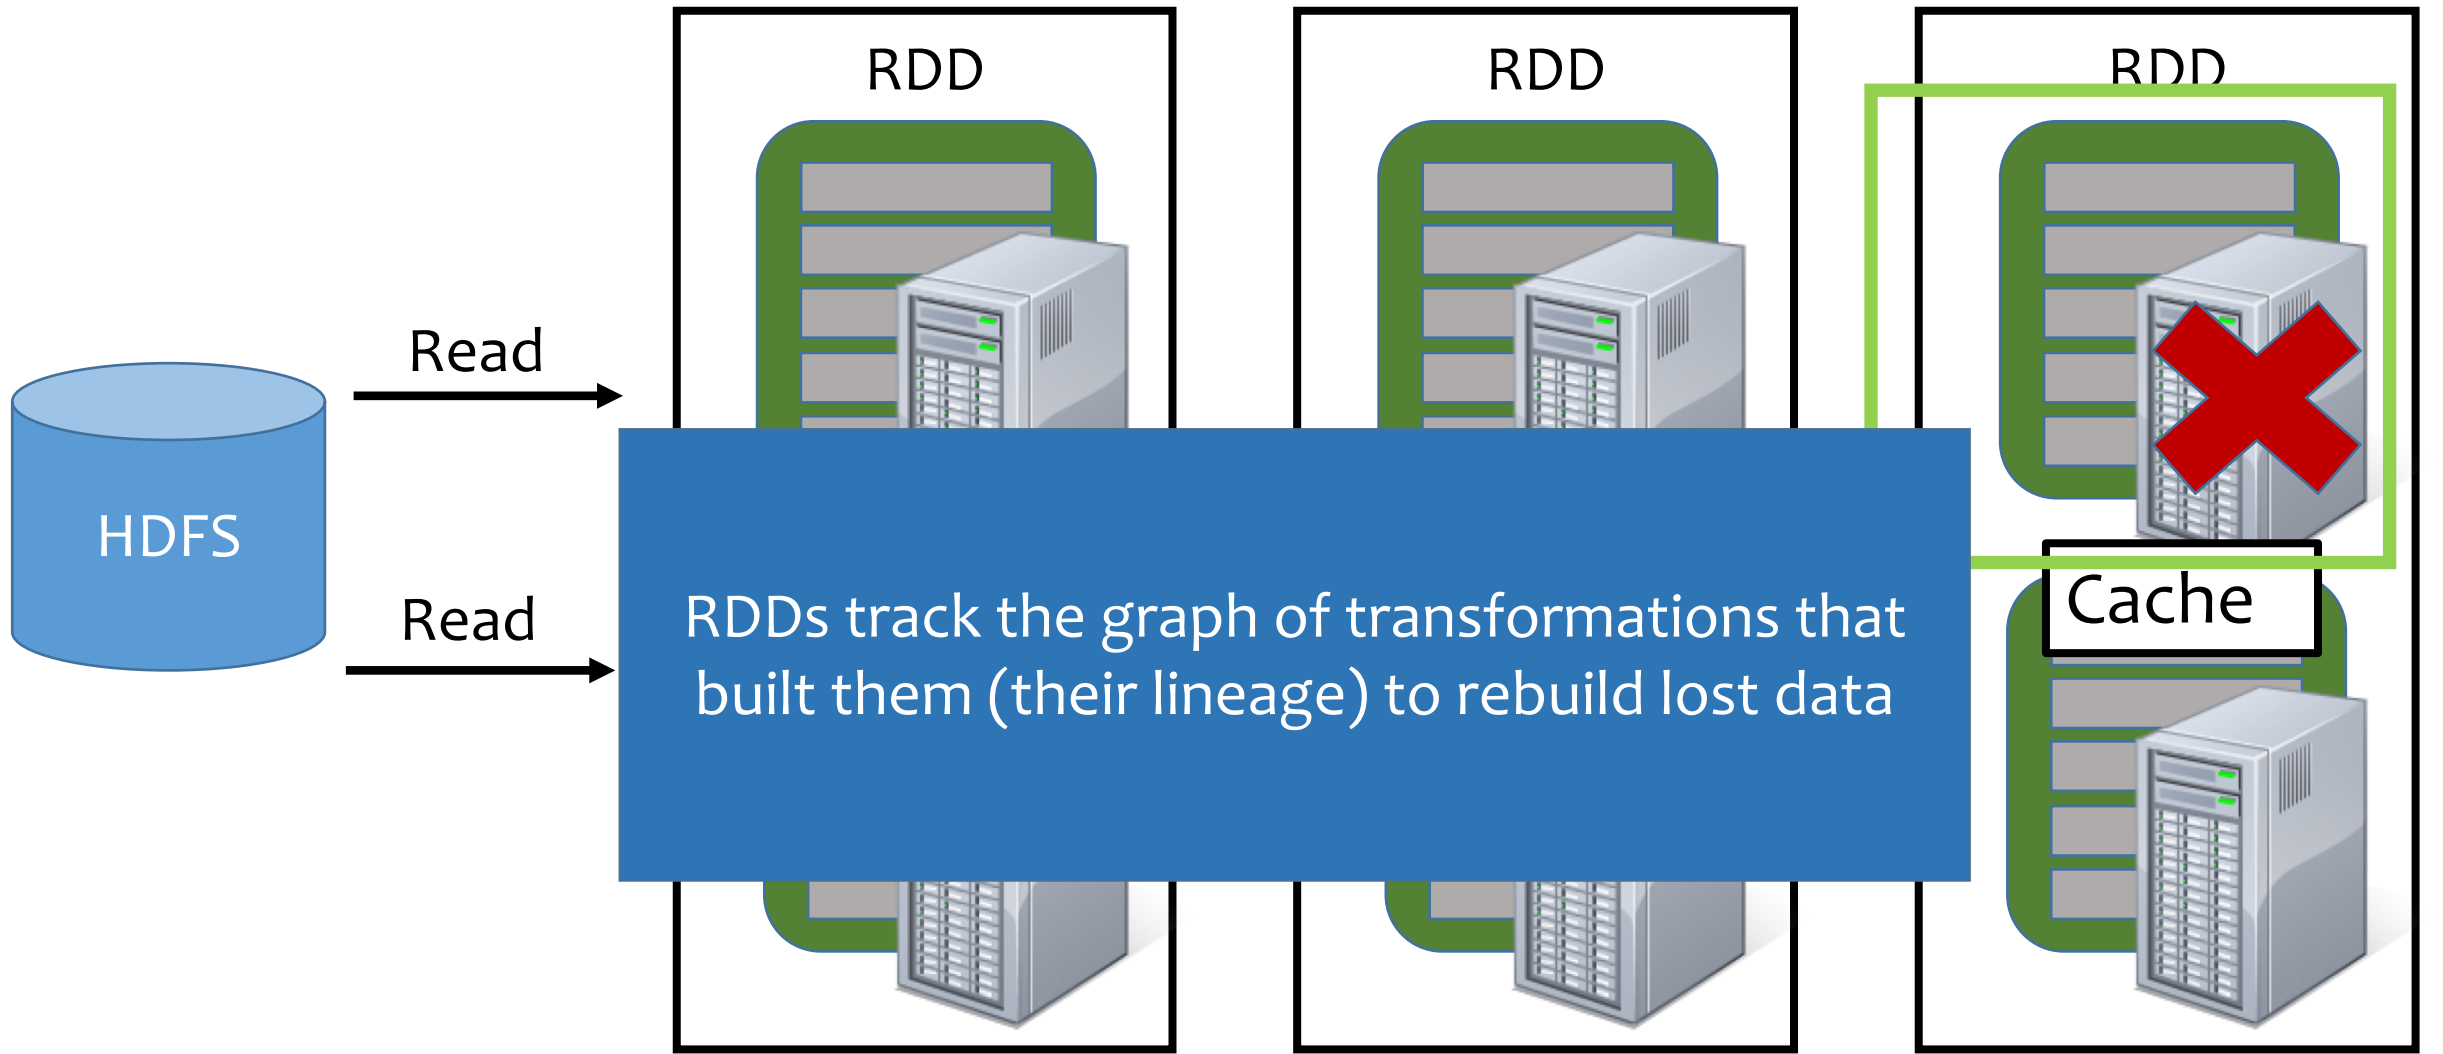 RDD
RDD
RDD
Read
HDFS
Read
Cache
RDDs track the graph of transformations that
built them (their lineage) to rebuild lost data